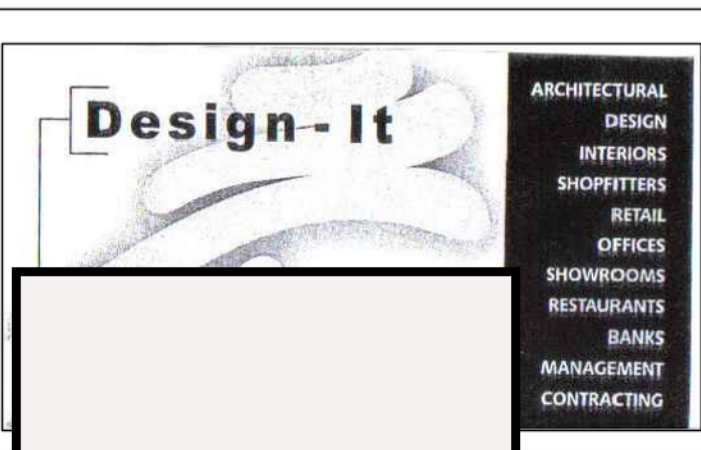 Design - It
ARCHITECTURAL
DESIGN
INTERIORS
SHOPFITTERS
RETAIL
OFFICES
SHOWROOMS
RESTAURANTS
BANKS
MANAGEMENT
CONTRACTING